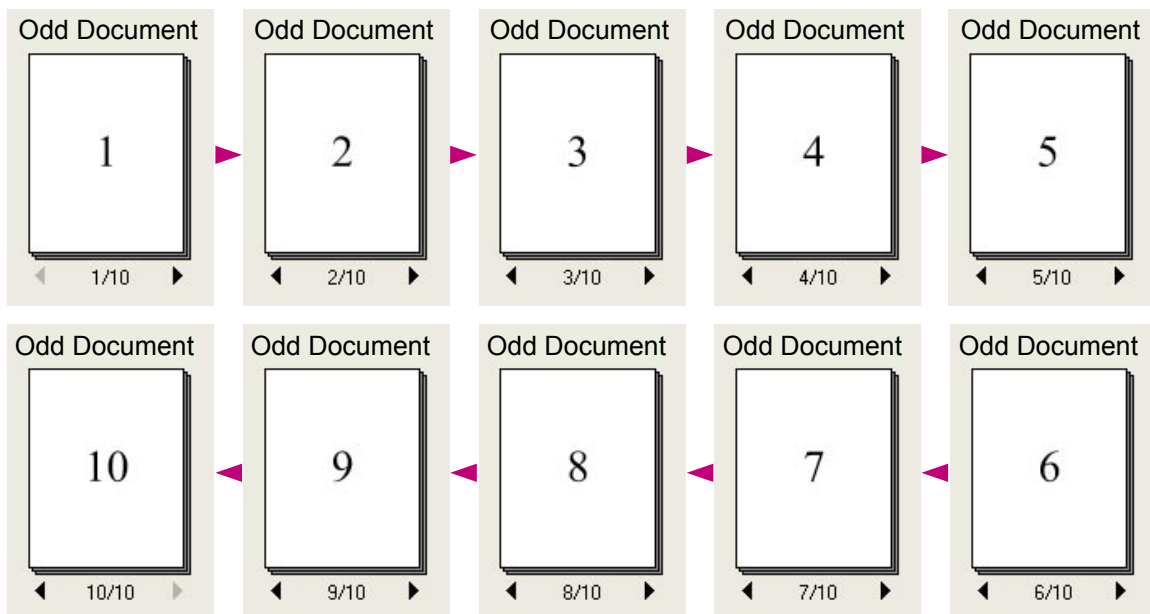 Odd Document Odd Document Odd Document Odd Document Odd Document
1 2 3 4 5
1/10 2/10 3/10 4/10 5/10
Odd Document Odd Document Odd Document Odd Document Odd Document
10 9 8 7 6
10/10 9/10 8/10 7/10 6/10